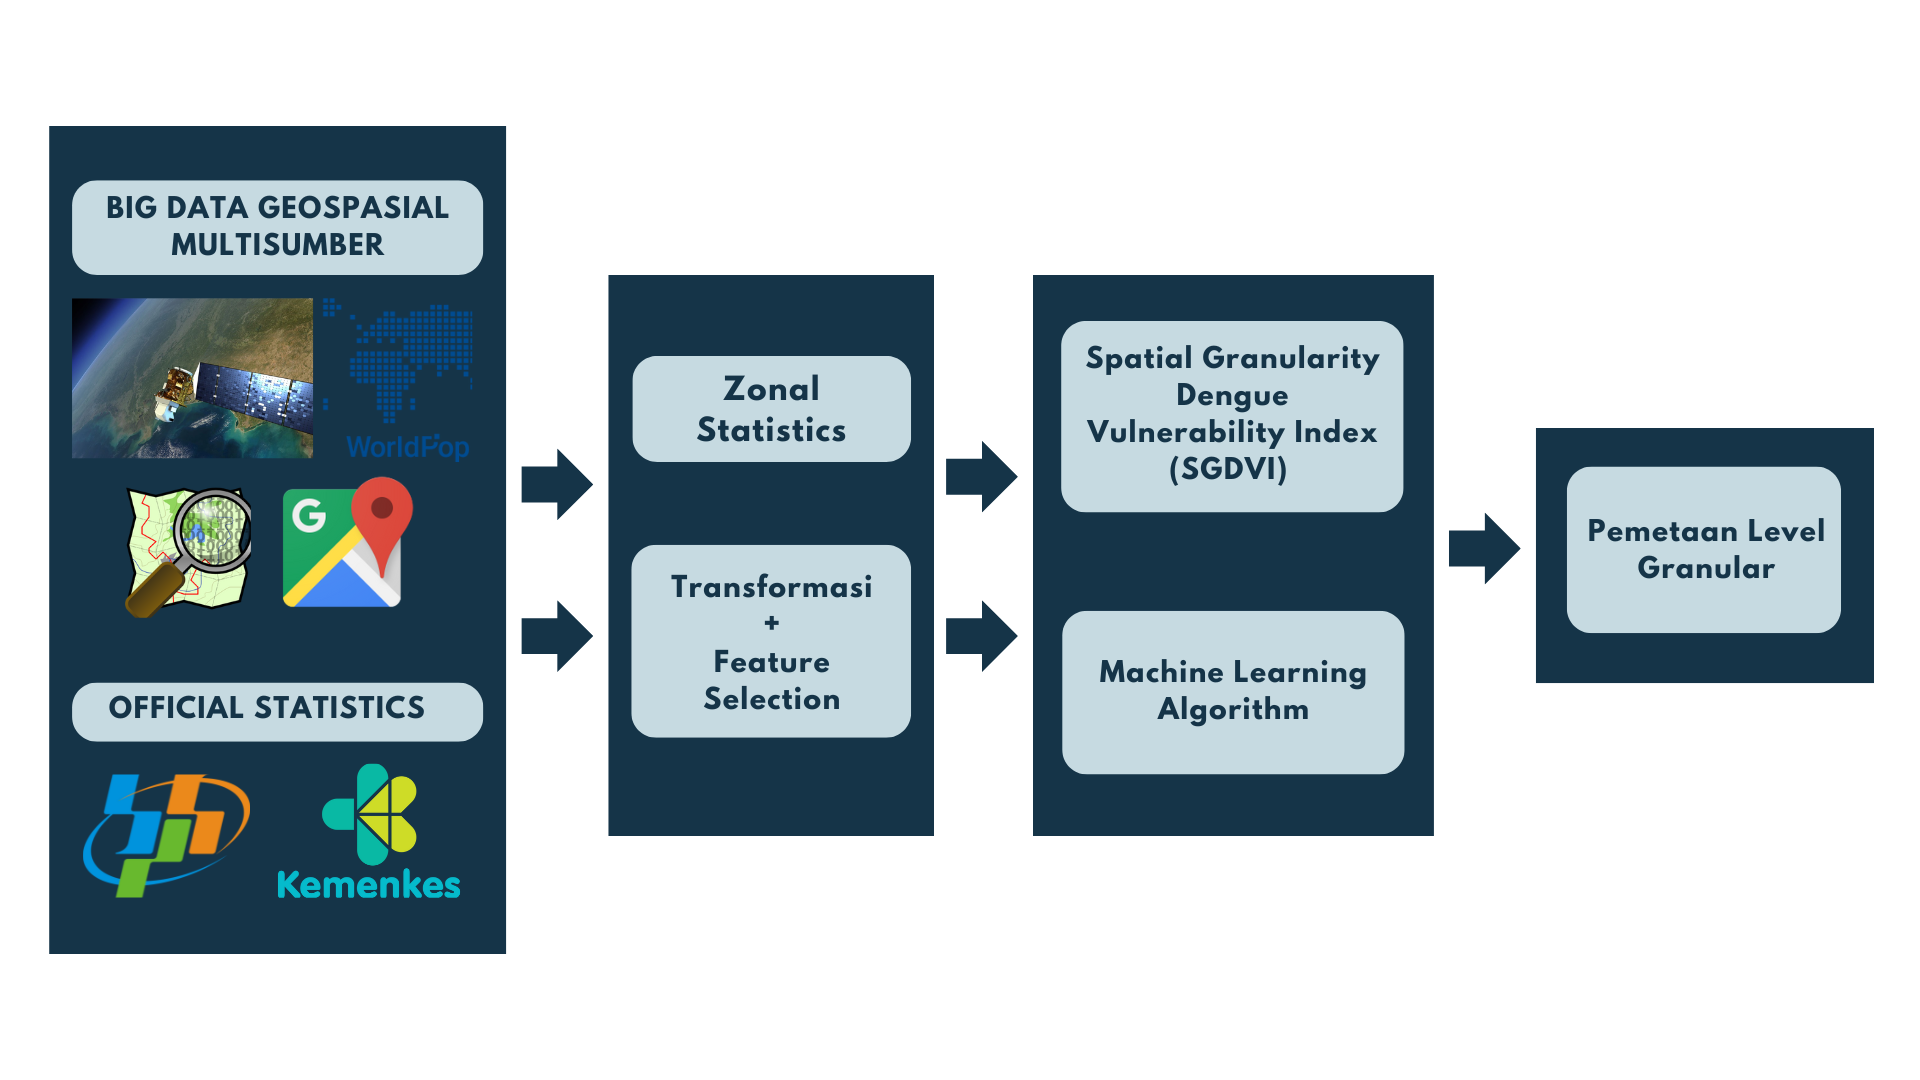 BIG DATA GEOSPASIAL
MULTISUMBER
WorldPop
G
OFFICIAL STATISTICS
Kemenkes
Zonal
Statistics
Transformasi
+
Feature
Selection
Spatial Granularity
Dengue
Vulnerability Index
(SGDVI)
Machine Learning
Algorithm
Pemetaan Level
Granular